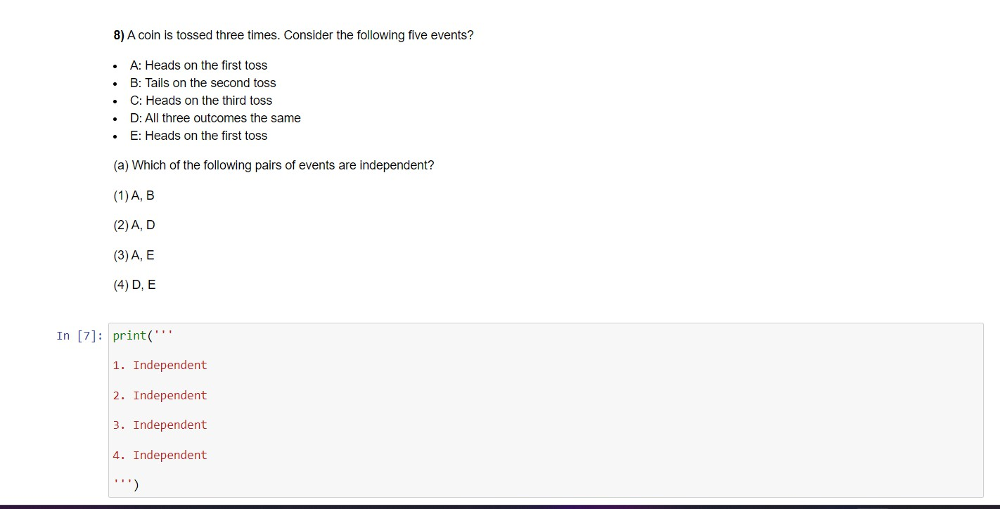 8) A coin is tossed three times. Consider the following five events?
• A: Heads on the first toss
• B: Tails on the second toss
• C: Heads on the third toss
• D: All three outcomes the same
• E: Heads on the first toss
(a) Which of the following pairs of events are independent?
(1) A, B
(2) A, D
(3) A, E
(4) D, E
In [7]: print('''
1. Independent
2. Independent
3. Independent
4. Independent
''')